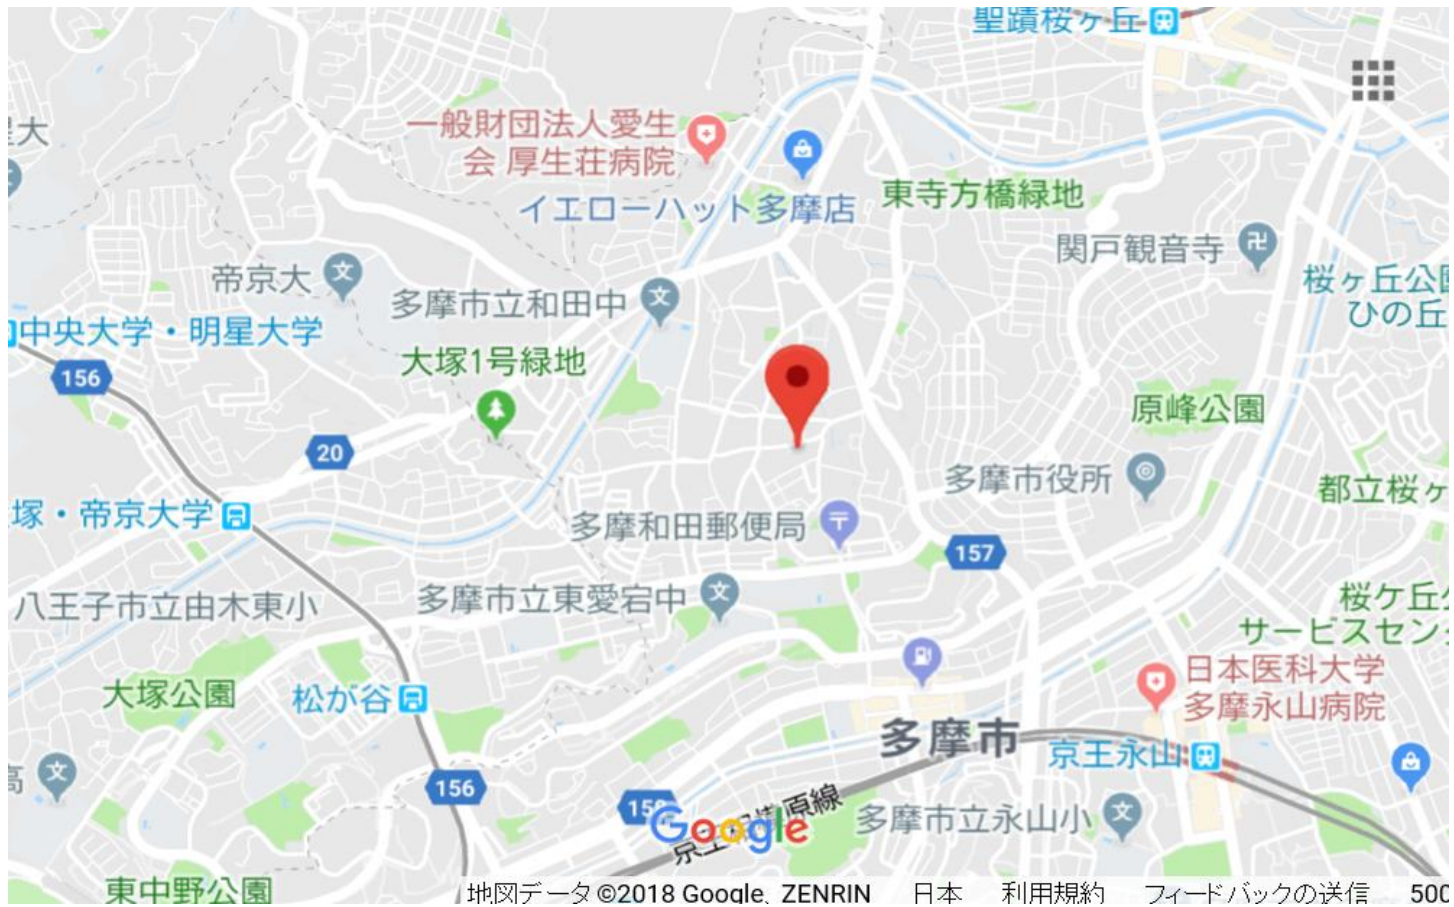 聖蹟桜ヶ丘
星大
一般財団法人愛生
会 厚生荘病院
イエローハット多摩店
東寺方橋緑地
関戸観音寺
帝京大
多摩市立和田中
桜ヶ丘公園
ひの丘
中央大学・明星大学
大塚1号緑地
156
原峰公園
20
多摩市役所
都立桜ヶ
塚・帝京大学
多摩和田郵便局
157
八王子市立由木東小
多摩市立東愛宕中
桜ケ丘
サービスセン
日本医科大学
多摩永山病院
大塚公園
松が谷
多摩市
京王永山
高
156
Google
多摩市立永山小
東中野公園
地図データ ©2018 Google, ZENRIN 日本 利用規約 フィードバックの送信 500